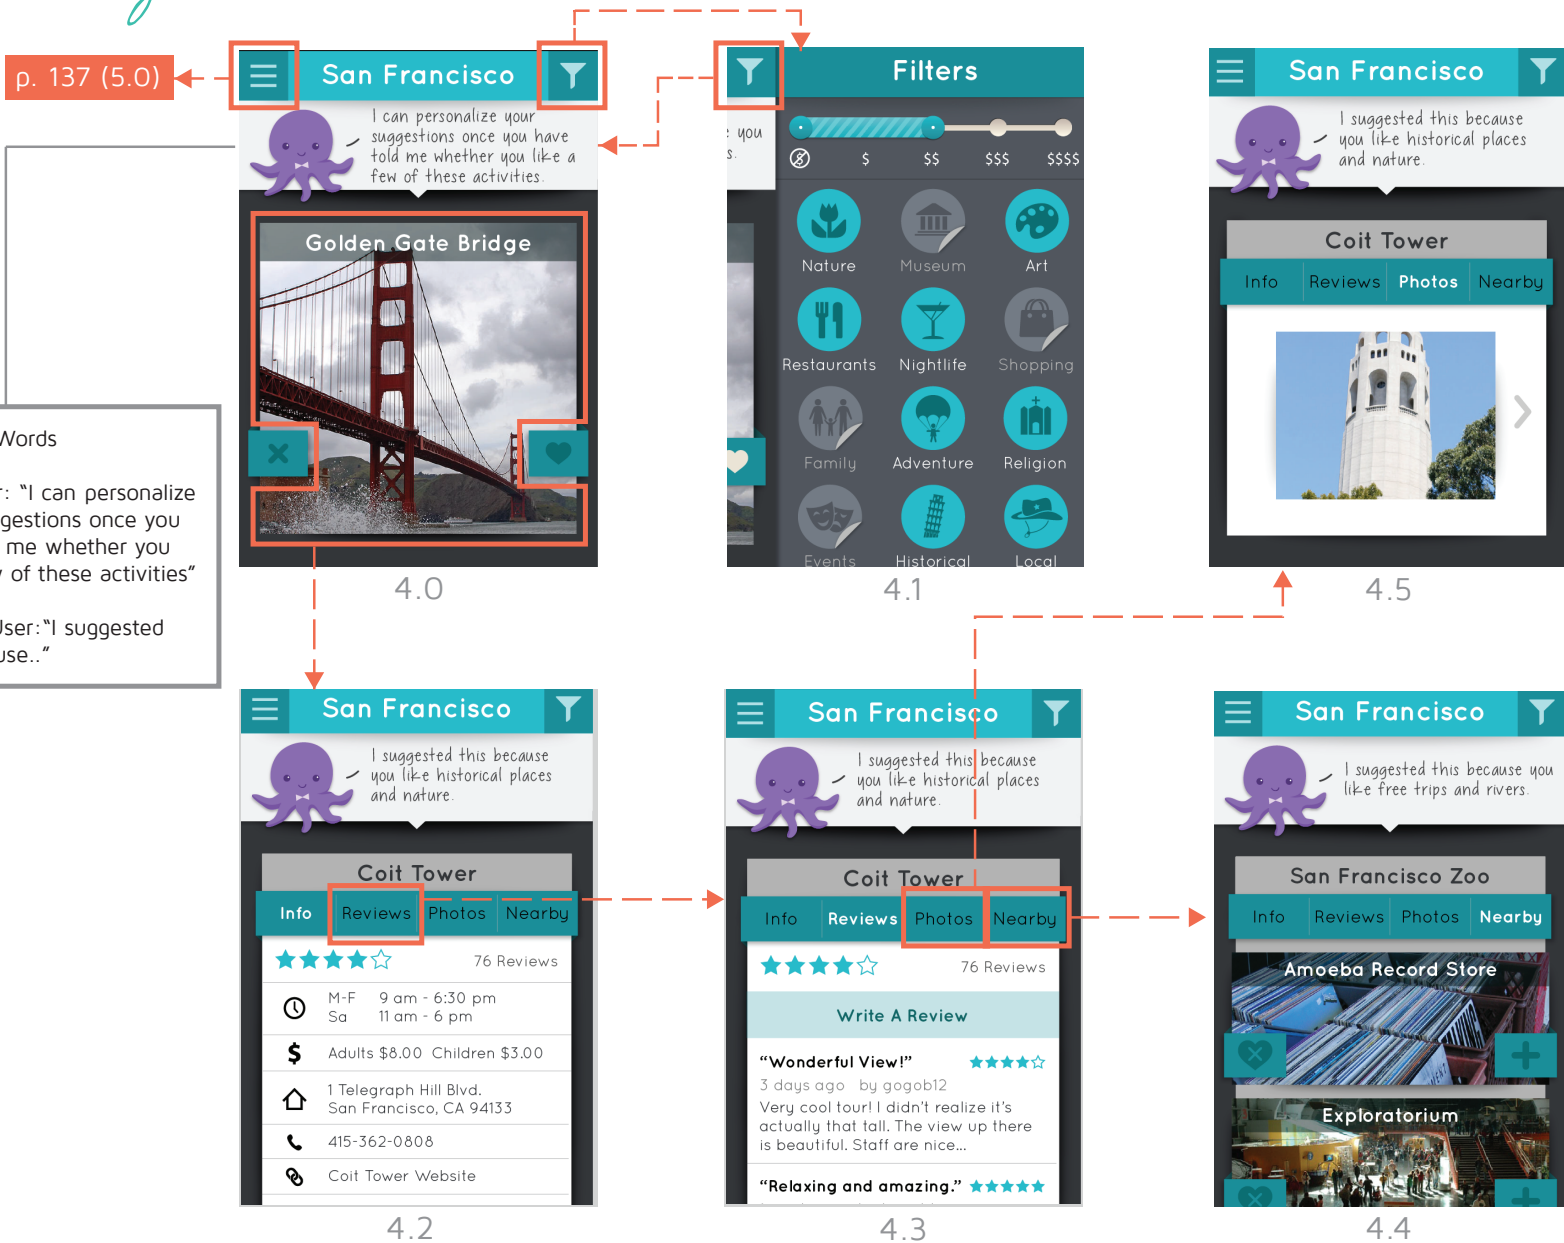 p. 137 (5.0)
San Francisco
I can personalize your
suggestions once you have
told me whether you like a
few of these activities.
Golden Gate Bridge
4.0
you
s.
Filters
$
$$
$$$
$$$$
Nature
Museum
Art
Restaurants
Nightlife
Shopping
Family
Adventure
Religion
Events
Historical
Local
4.1
San Francisco
I suggested this because
you like historical places
and nature.
Coit Tower
Info Reviews Photos Nearby
4.5
Words
r: “I can personalize
gestions once you
me whether you
of these activities”
User:“I suggested
use..”
San Francisco
I suggested this because
you like historical places
and nature.
Coit Tower
Info Reviews Photos Nearby
76 Reviews
M-F 9 am - 6:30 pm
Sa 11 am - 6 pm
$ Adults $8.00 Children $3.00
1 Telegraph Hill Blvd.
San Francisco, CA 94133
415-362-0808
Coit Tower Website
4.2
San Francisco
I suggested this because
you like historical places
and nature.
Coit Tower
Info Reviews Photos Nearby
76 Reviews
Write A Review
“Wonderful View!”
3 days ago by gogob12
Very cool tour! I didn't realize it's
actually that tall. The view up there
is beautiful. Staff are nice...
“Relaxing and amazing.”
4.3
San Francisco
I suggested this because you
like free trips and rivers.
San Francisco Zoo
Info Reviews Photos Nearby
Amoeba Record Store
Exploratorium
4.4